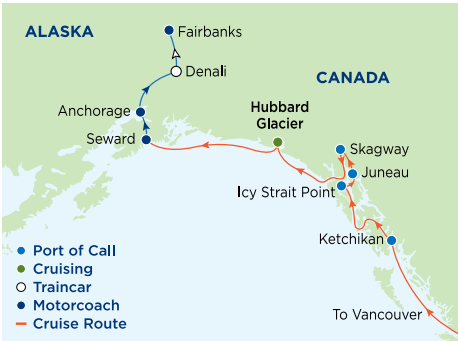 ALASKA
Fairbanks
Denali
CANADA
Anchorage
Hubbard
Glacier
Seward
Skagway
Juneau
Icy Strait Point
Ketchikan
To Vancouver
Port of Call
Cruising
Traincar
Motorcoach
Cruise Route